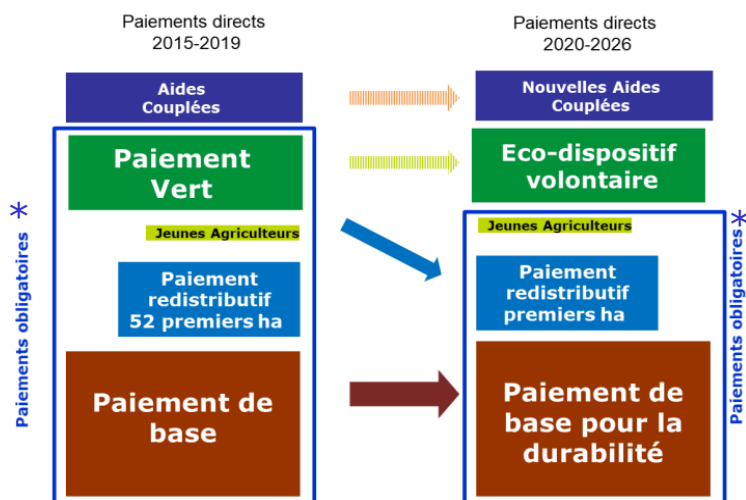 Paiements directs
2015-2019
Paiements directs
2020-2026
Aides
Couplées
Nouvelles Aides
Couplées
Paiement
Vert
Eco-dispositif
volontaire
Jeunes Agriculteurs
Jeunes Agriculteurs
Paiement
redistributif
52 premiers ha
Paiement
redistributif
premiers ha
Paiement de
base
Paiement de
base pour la
durabilité
Paiements obligatoires*
Paiements obligatoires*